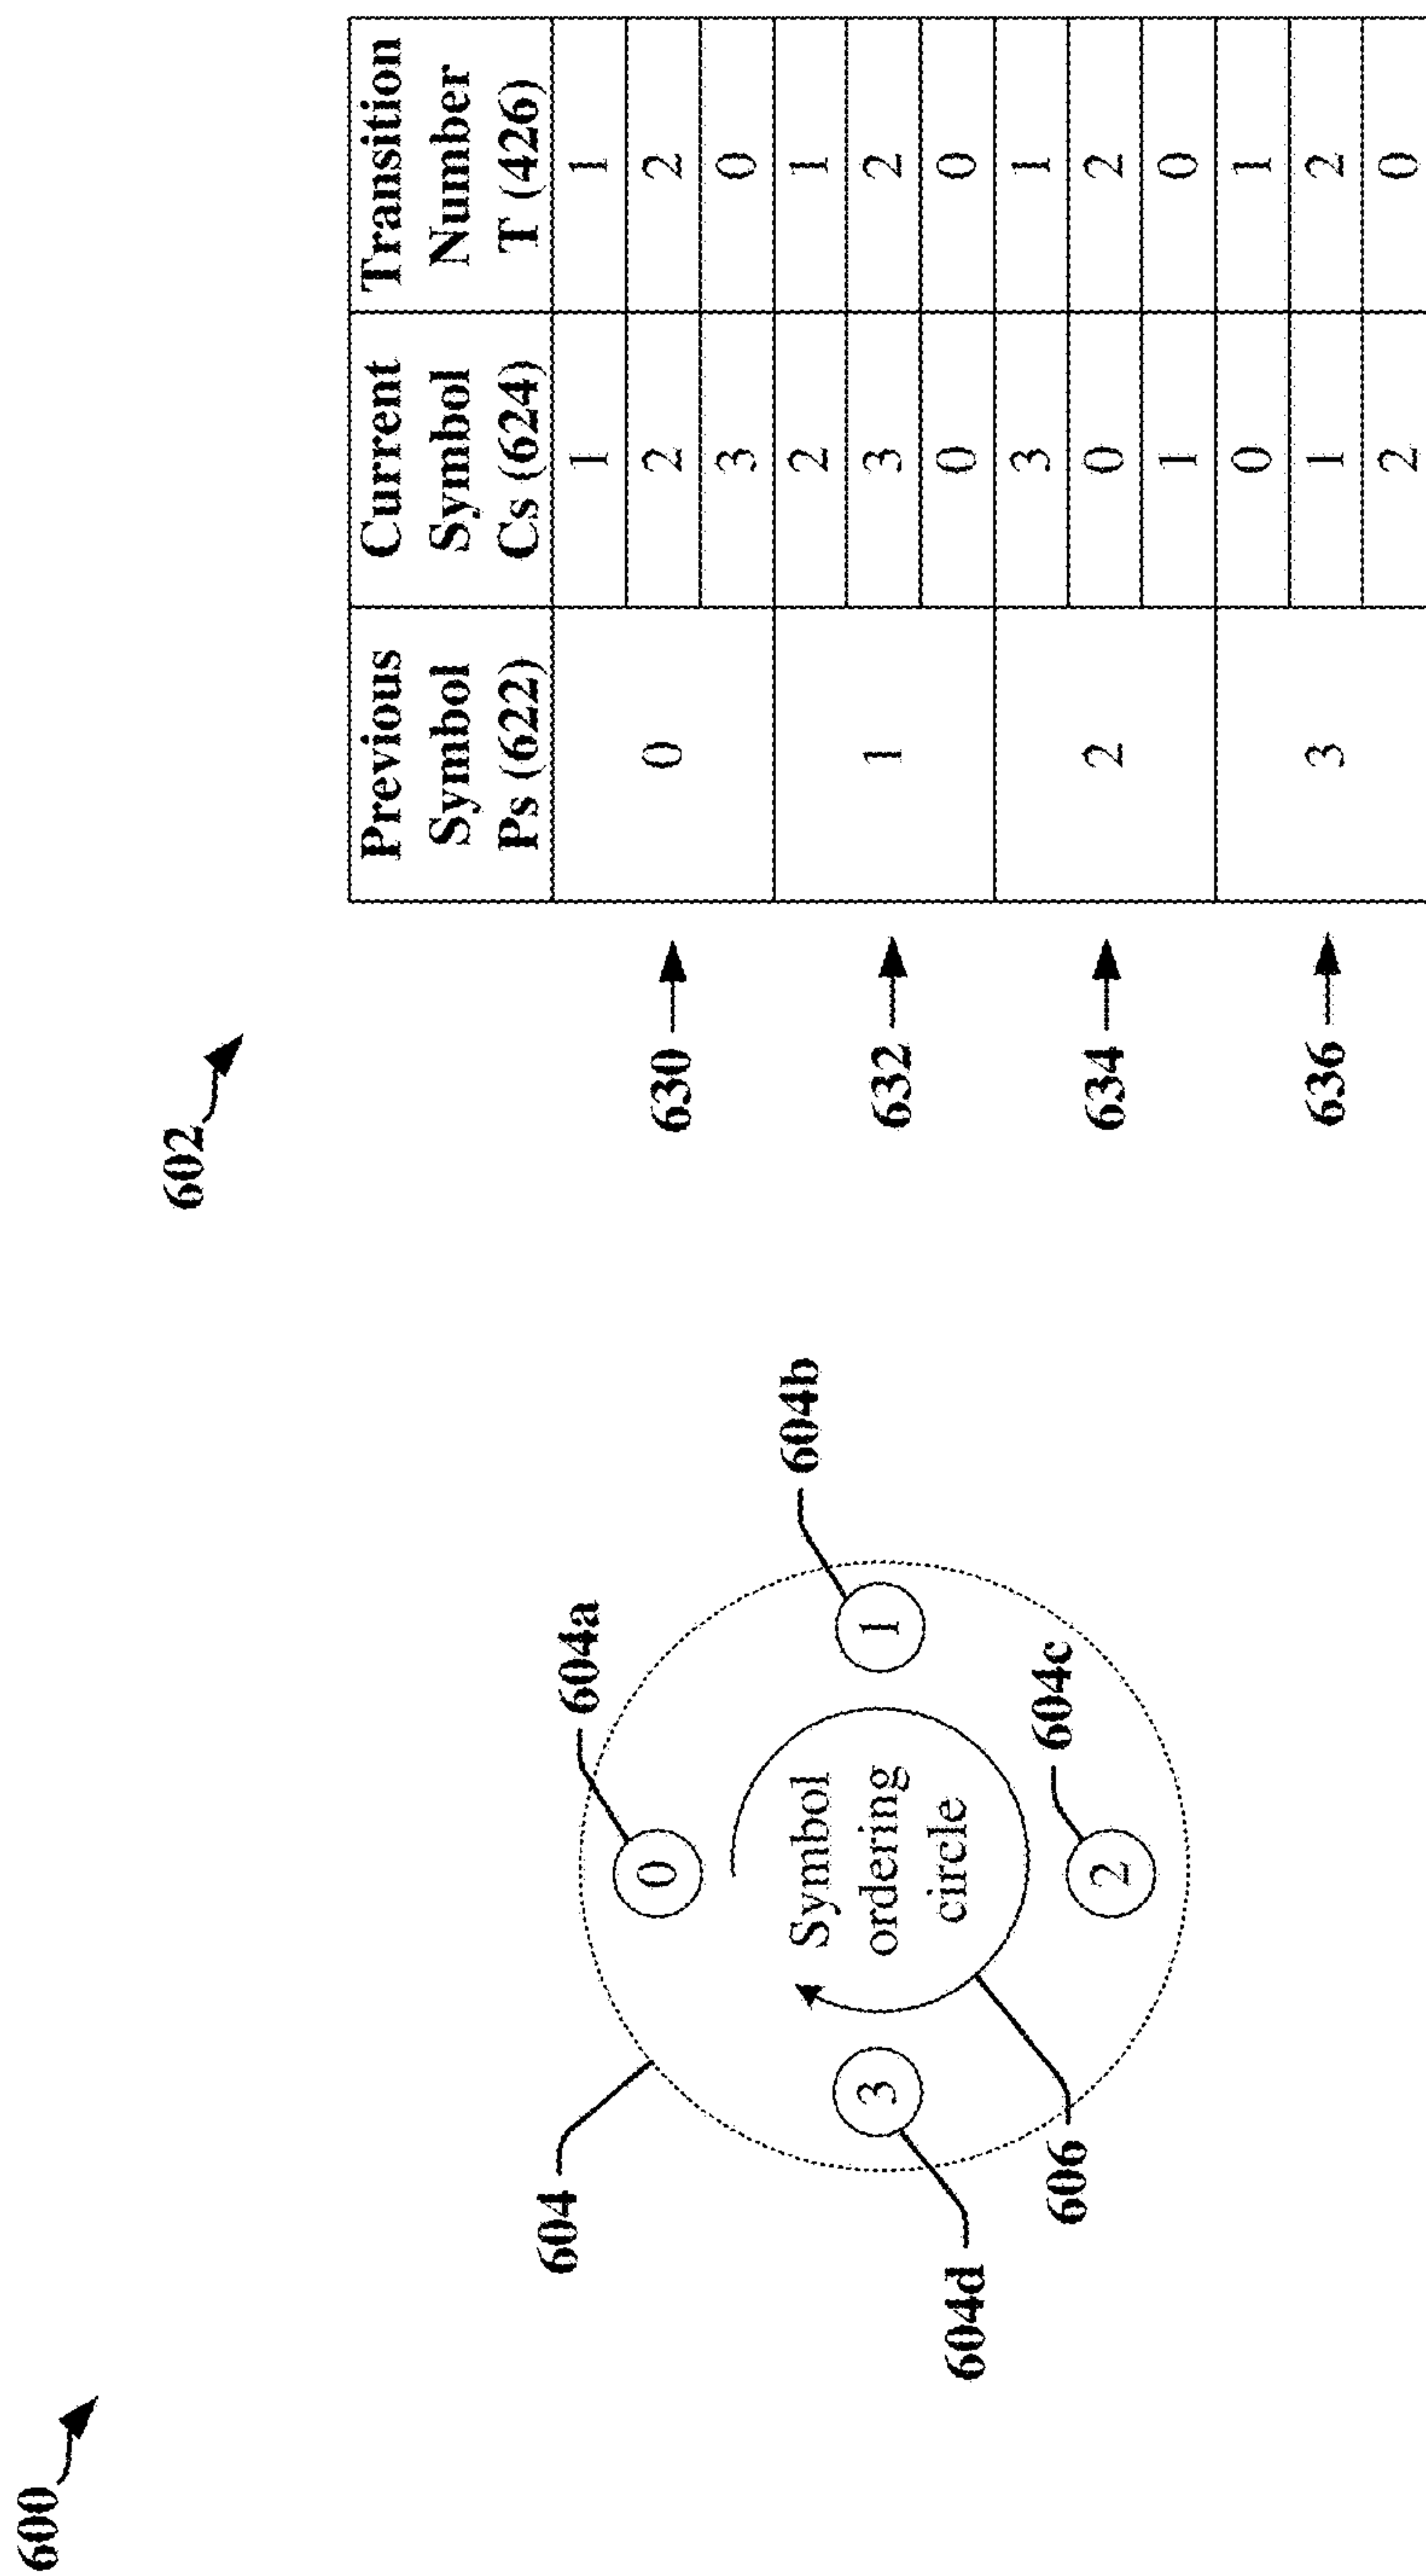 600
602
604
604a
604b
604c
604d
606
0
1
2
3
Symbol
ordering
circle
630
632
634
636
Previous Symbol Ps (622) Current Symbol Cs (624) Transition Number T (426)
0 1 1
2 2
3 0
1 2 1
3 2
0 0
2 3 1
0 2
1 0
3 0 1
1 2
2 0